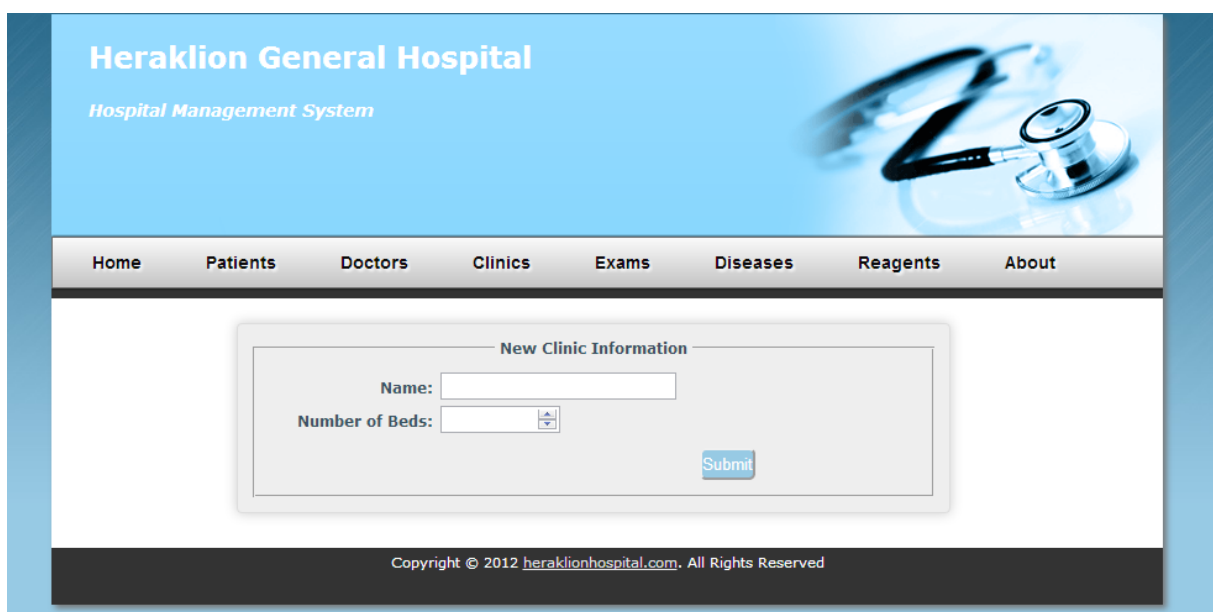 Heraklion General Hospital
Hospital Management System
Home Patients Doctors Clinics Exams Diseases Reagents About
New Clinic Information
Name:
Number of Beds:
Submit
Copyright © 2012 heraklionhospital.com. All Rights Reserved